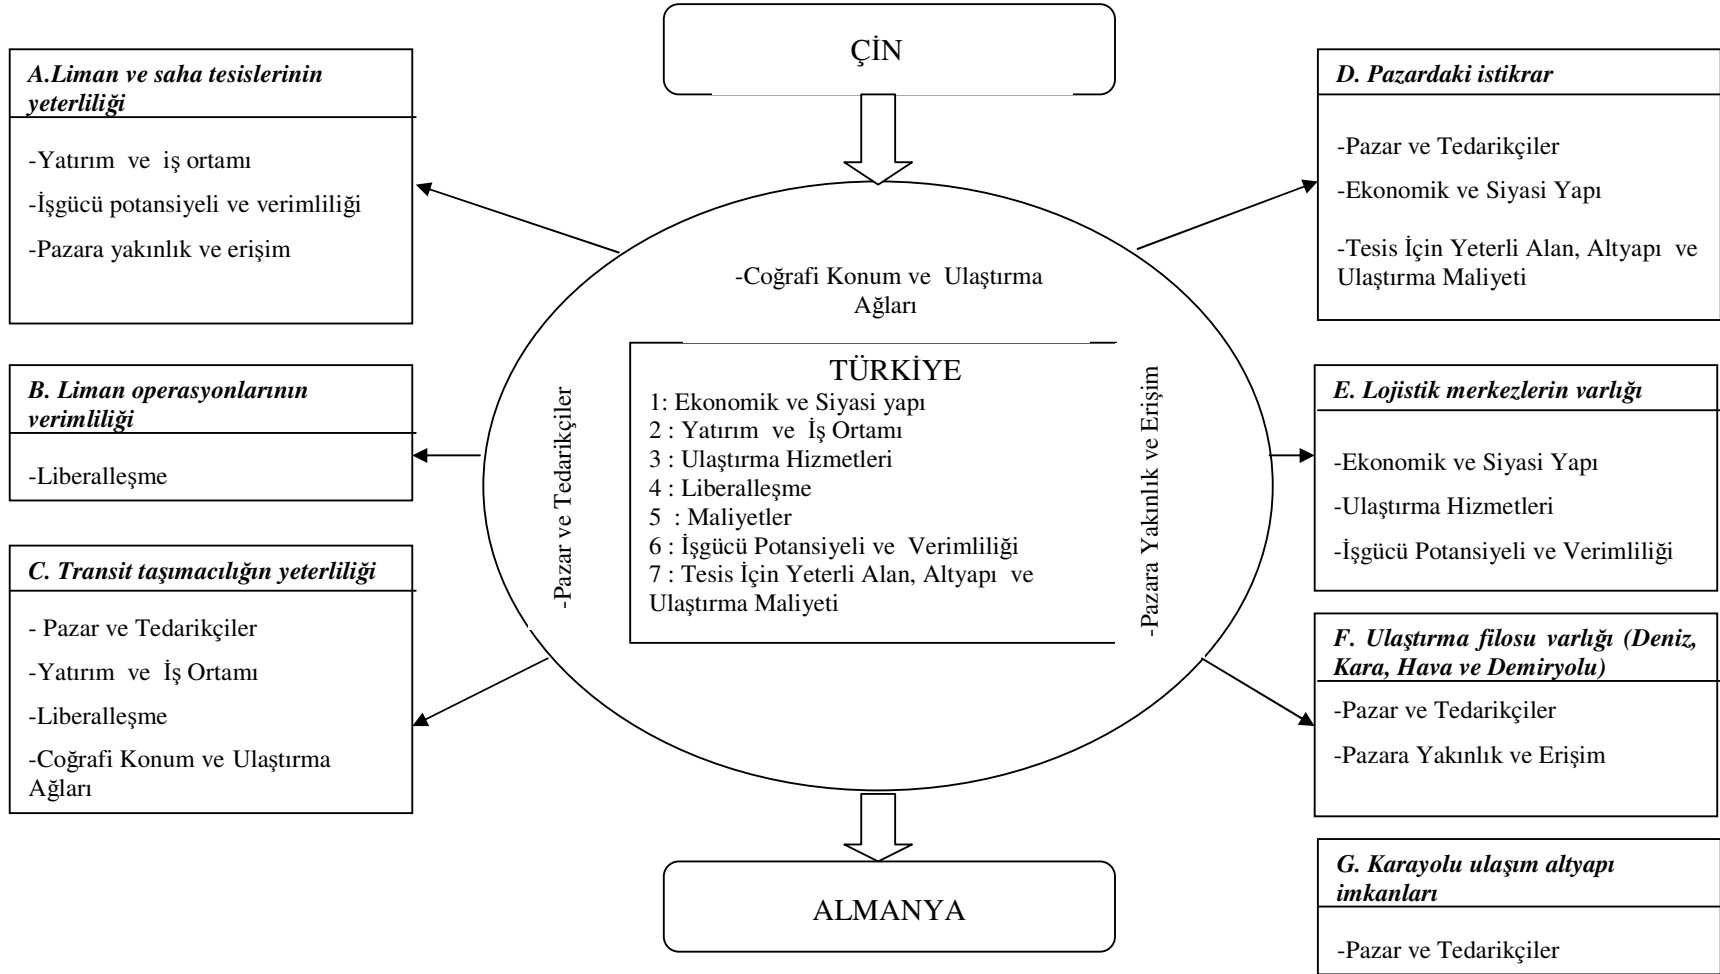 ÇİN
A.Liman ve saha tesislerinin
yeterliliği
-Yatırım ve iş ortamı
-İşgücü potansiyeli ve verimliliği
-Pazara yakınlık ve erişim
B. Liman operasyonlarının
verimliliği
-Liberalleşme
C. Transit taşımacılığın yeterliliği
- Pazar ve Tedarikçiler
-Yatırım ve İş Ortamı
-Liberalleşme
-Coğrafi Konum ve Ulaştırma
Ağları
-Coğrafi Konum ve Ulaştırma
Ağları
-Pazar ve Tedarikçiler
TÜRKİYE
1: Ekonomik ve Siyasi yapı
2 : Yatırım ve İş Ortamı
3 : Ulaştırma Hizmetleri
4 : Liberalleşme
5 : Maliyetler
6 : İşgücü Potansiyeli ve Verimliliği
7 : Tesis İçin Yeterli Alan, Altyapı ve
Ulaştırma Maliyeti
-Pazara Yakınlık ve Erişim
ALMANYA
D. Pazardaki istikrar
-Pazar ve Tedarikçiler
-Ekonomik ve Siyasi Yapı
-Tesis İçin Yeterli Alan, Altyapı ve
Ulaştırma Maliyeti
E. Lojistik merkezlerin varlığı
-Ekonomik ve Siyasi Yapı
-Ulaştırma Hizmetleri
-İşgücü Potansiyeli ve Verimliliği
F. Ulaştırma filosu varlığı (Deniz,
Kara, Hava ve Demiryolu)
-Pazar ve Tedarikçiler
-Pazara Yakınlık ve Erişim
G. Karayolu ulaşım altyapı
imkanları
-Pazar ve Tedarikçiler